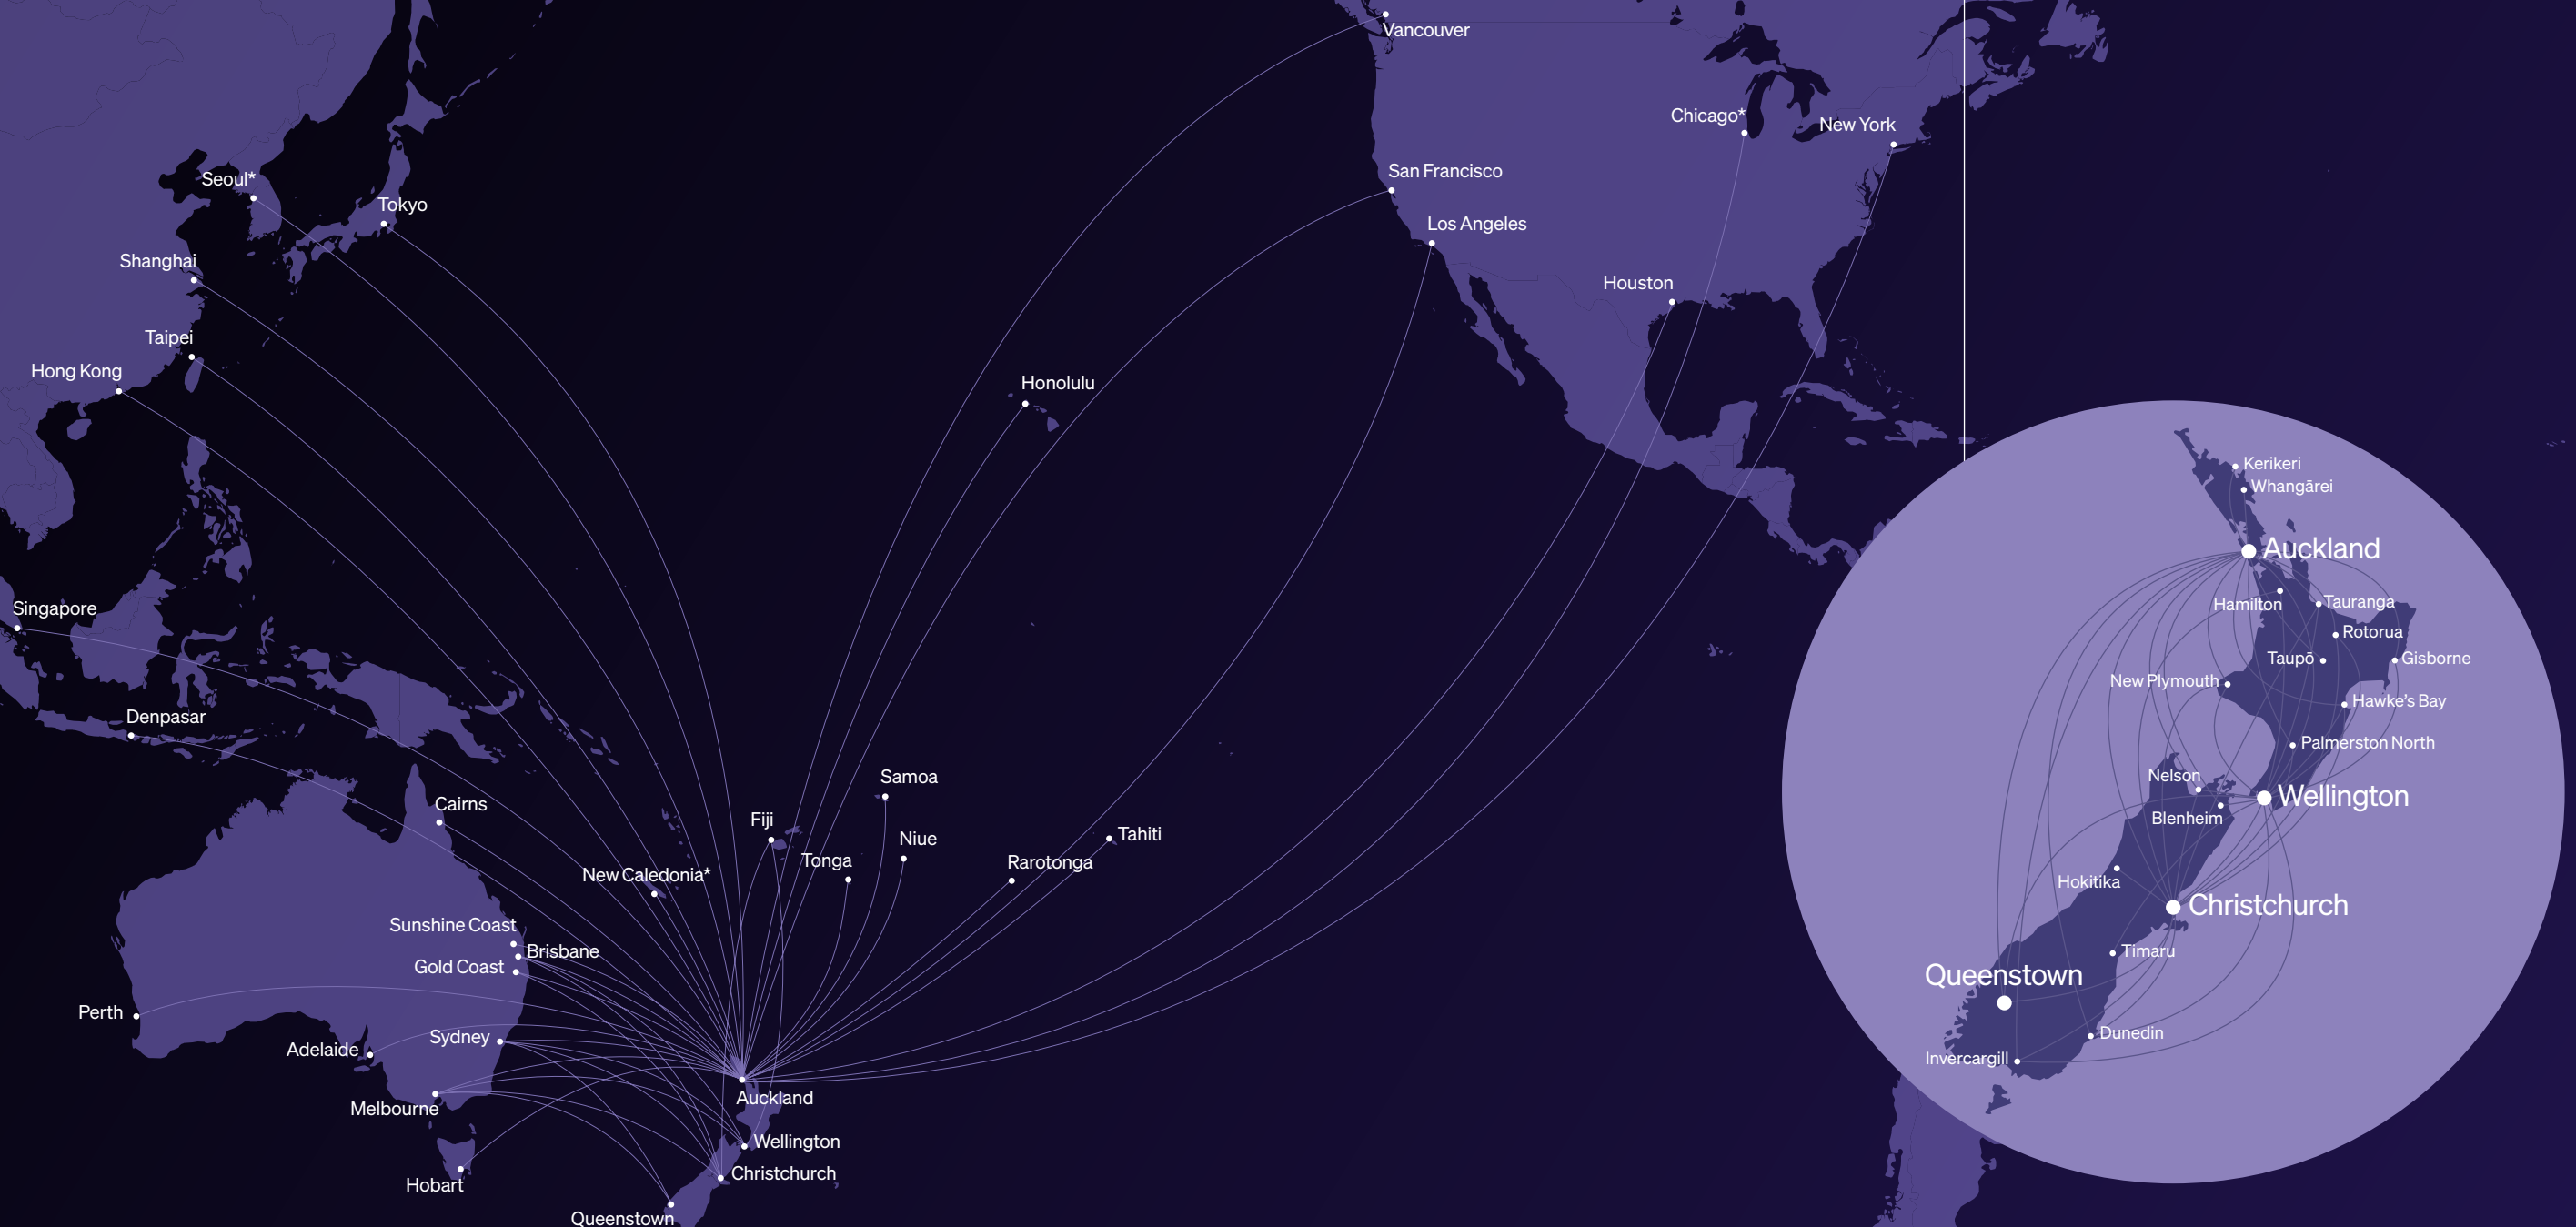 Vancouver
Chicago*
New York
Seoul*
San Francisco
Tokyo
Los Angeles
Shanghai
Houston
Taipei
Hong Kong
Honolulu
Singapore
Denpasar
Samoa
Cairns
Fiji
Tahiti
Niue
Tonga
Rarotonga
New Caledonia*
Sunshine Coast
Brisbane
Gold Coast
Perth
Sydney
Adelaide
Auckland
Melbourne
Wellington
Christchurch
Hobart
Queenstown
Kerikeri
Whangārei
Auckland
Hamilton
Tauranga
Rotorua
Taupō
Gisborne
New Plymouth
Hawke's Bay
Palmerston North
Nelson
Wellington
Blenheim
Hokitika
Christchurch
Timaru
Queenstown
Dunedin
Invercargill